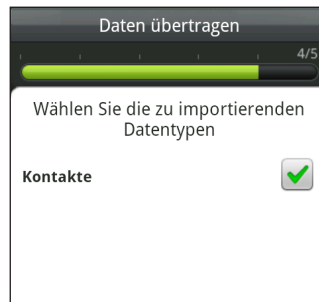 Daten übertragen
4/5
Wählen Sie die zu importierenden
Datentypen
Kontakte